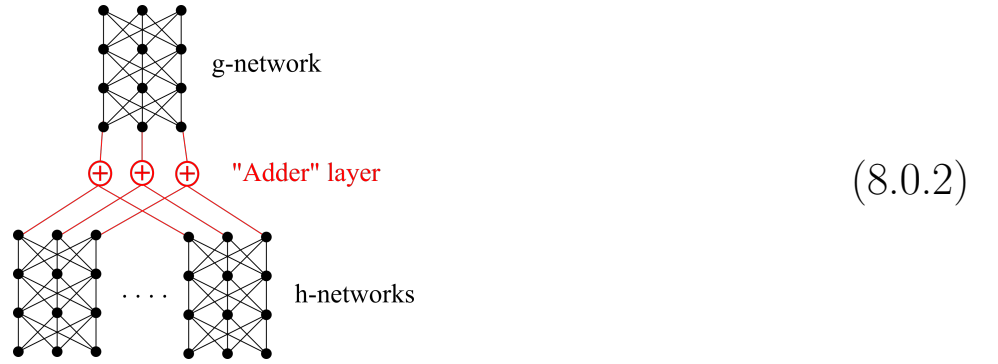 g-network
+ + +
"Adder" layer
(8.0.2)
. . . .
h-networks